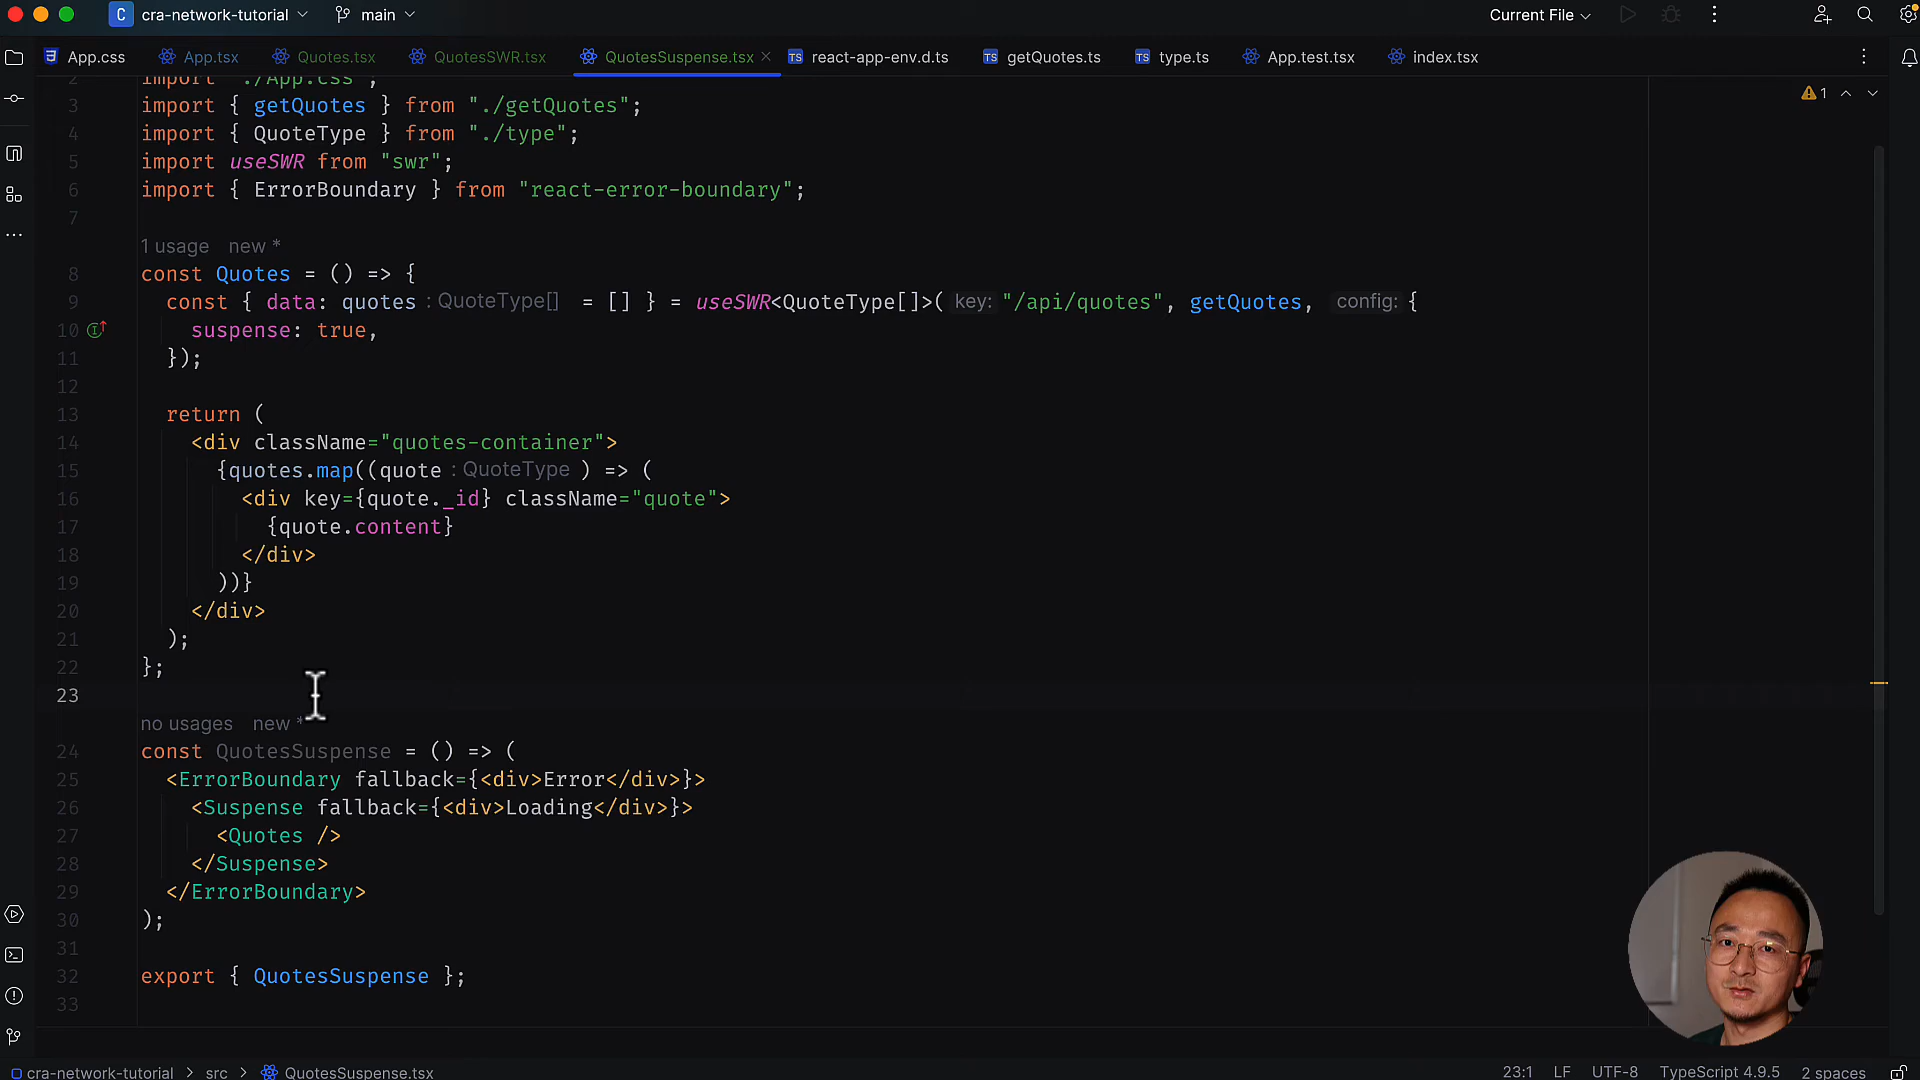 C cra-network-tutorial main Current File
App.css App.tsx Quotes.tsx QuotesSWR.tsx QuotesSuspense.tsx TS react-app-env.d.ts TS getQuotes.ts TS type.ts App.test.tsx index.tsx
2 import "./App.css";
1
3 import { getQuotes } from "./getQuotes";
4 import { QuoteType } from "./type";
5 import useSWR from "swr";
6 import { ErrorBoundary } from "react-error-boundary";
7
1 usage new *
8 const Quotes = () => {
9 const { data: quotes : QuoteType[] = [] } = useSWR<QuoteType[]>( key: "/api/quotes", getQuotes, config: {
10 suspense: true,
11 });
12
13 return (
14 <div className="quotes-container">
15 {quotes.map((quote : QuoteType ) => (
16 <div key={quote._id} className="quote">
17 {quote.content}
18 </div>
19 ))}
20 </div>
21 );
22 };
23
no usages new *
24 const QuotesSuspense = () => (
25 <ErrorBoundary fallback={<div>Error</div>}>
26 <Suspense fallback={<div>Loading</div>}>
27 <Quotes />
28 </Suspense>
29 </ErrorBoundary>
30 );
31
32 export { QuotesSuspense };
33
cra-network-tutorial > src > QuotesSuspense.tsx 23:1 LF UTF-8 TypeScript 4.9.5 2 spaces